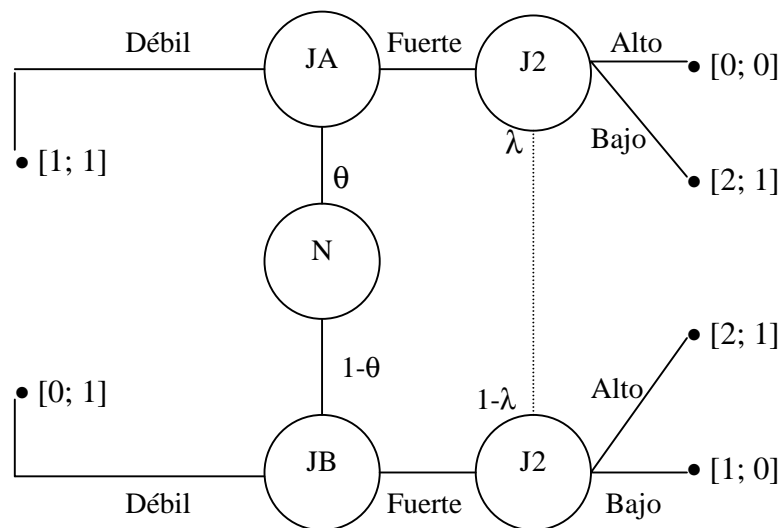 Débil
JA
Fuerte
J2
Alto
[0; 0]
Bajo
[1; 1]
θ
λ
[2; 1]
N
1-θ
[2; 1]
[0; 1]
1-λ
Alto
JB
J2
[1; 0]
Débil
Fuerte
Bajo